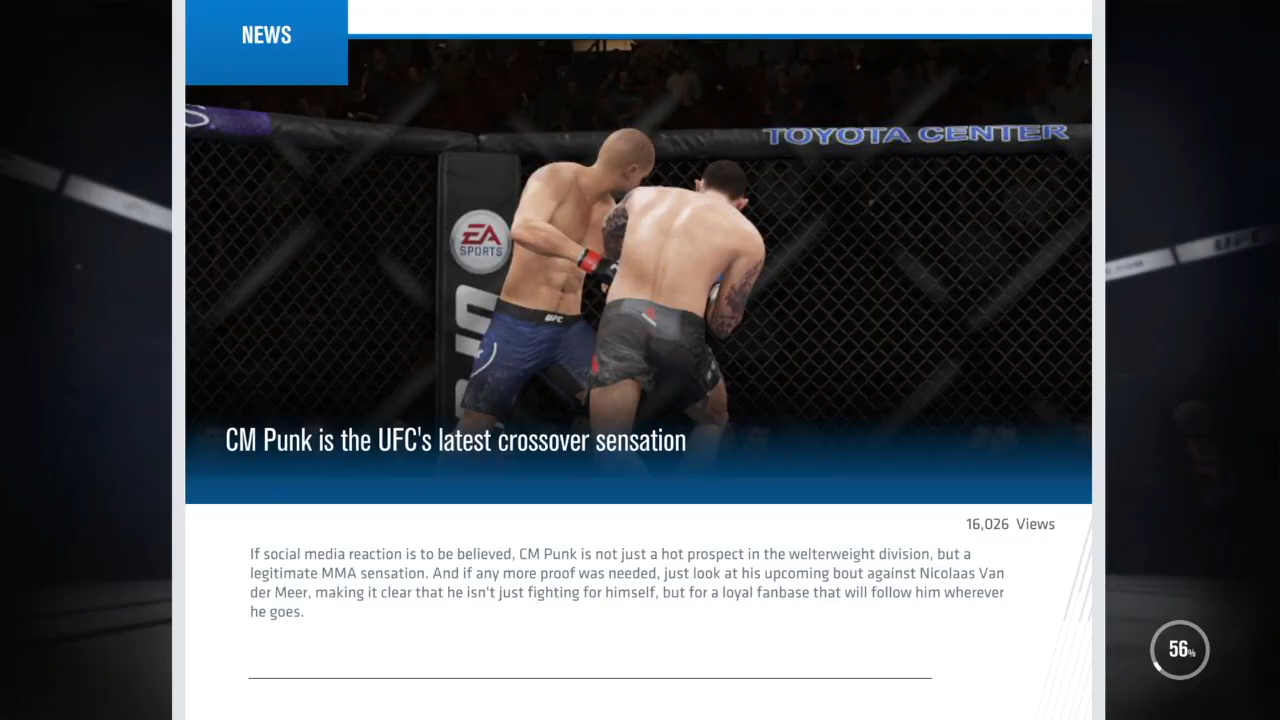 NEWS
TOYOTA CENTER
EA
SPORTS
UFC
CM Punk is the UFC's latest crossover sensation
16,026 Views
If social media reaction is to be believed, CM Punk is not just a hot prospect in the welterweight division, but a
legitimate MMA sensation. And if any more proof was needed, just look at his upcoming bout against Nicolaas Van
der Meer, making it clear that he isn't just fighting for himself, but for a loyal fanbase that will follow him wherever
he goes.
56%